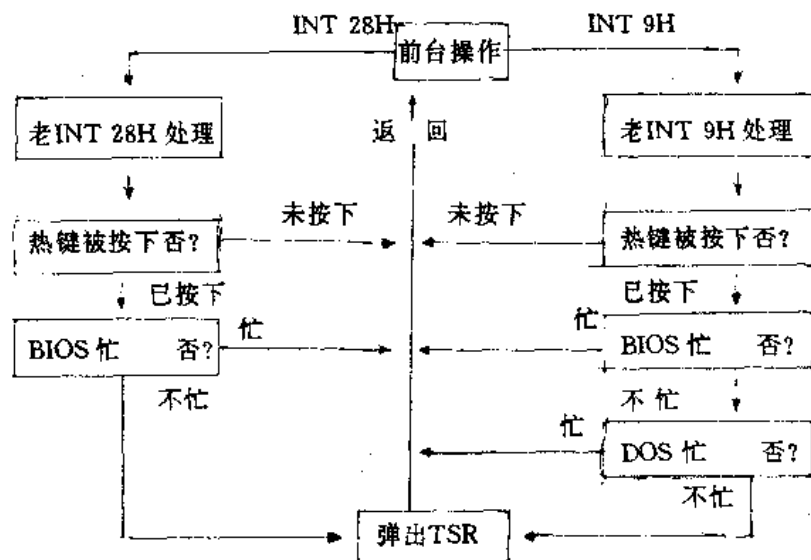 INT 28H
INT 9H
前台操作
老INT 28H 处理
返 回
老INT 9H 处理
热键被按下否?
未按下
未按下
热键被按下否?
已按下
已按下
BIOS 忙 否?
忙
忙
BIOS 忙 否?
不忙
不 忙
忙
DOS 忙 否?
不忙
弹出TSR